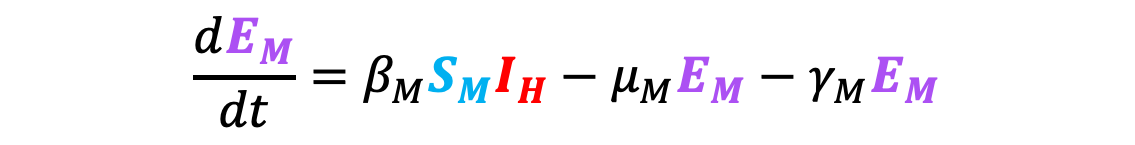 dE_M/dt = β_M S_M I_H − μ_M E_M − γ_M E_M